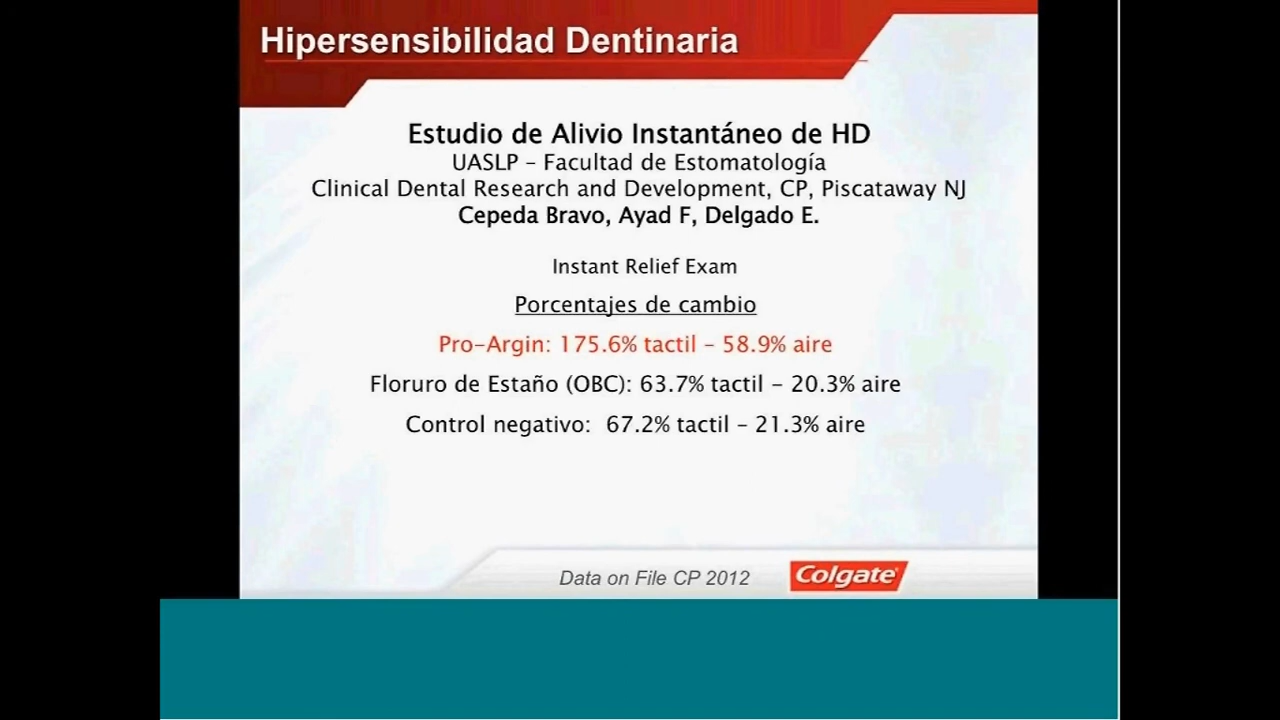 Hipersensibilidad Dentinaria
Estudio de Alivio Instantáneo de HD
UASLP – Facultad de Estomatología
Clinical Dental Research and Development, CP, Piscataway NJ
Cepeda Bravo, Ayad F, Delgado E.
Instant Relief Exam
Porcentajes de cambio
Pro-Argin: 175.6% tactil – 58.9% aire
Floruro de Estaño (OBC): 63.7% tactil – 20.3% aire
Control negativo:  67.2% tactil – 21.3% aire
Data on File CP 2012
Colgate®